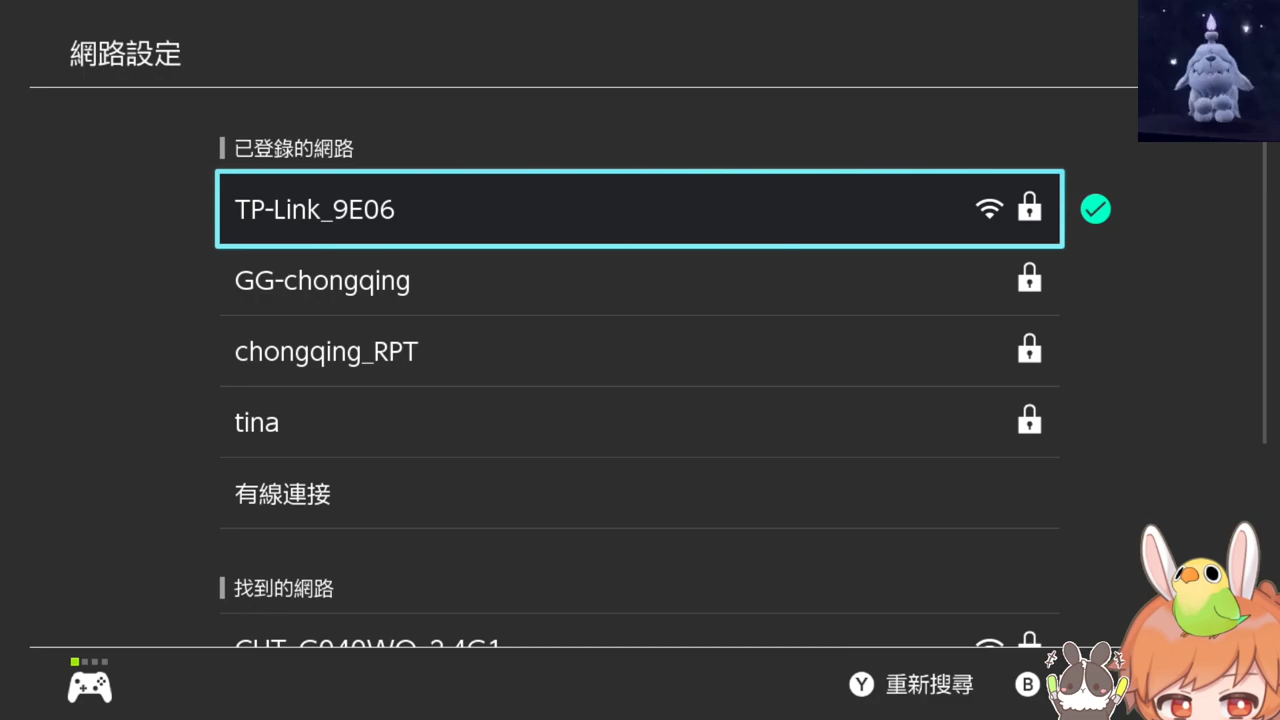 網路設定
已登錄的網路
TP-Link_9E06
GG-chongqing
chongqing_RPT
tina
有線連接
找到的網路
Y 重新搜尋
B